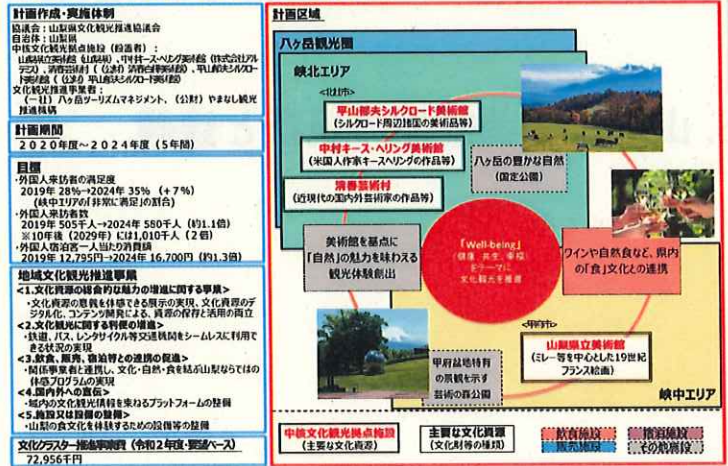 計画作成・実施体制
協議会：山梨県文化観光推進協議会
自治体：山梨県
中核文化観光拠点施設（設置者）：
山梨県立美術館（山梨県）、中村キース・ヘリング美術館（株式会社アル
テミス）、清春芸術村（（公財）清春白樺美術館）、平山郁夫シルクロー
ド美術館（（公財）平山郁夫シルクロード美術館）
文化観光推進事業者：
（一社）八ヶ岳ツーリズムマネジメント、（公財）やまなし観光
推進機構
計画期間
２０２０年度～２０２４年度（５年間）
目標
・外国人来訪者の満足度
2019年 28%→2024年 35% （＋７%）
（峡中エリアの「非常に満足」の割合）
・外国人来訪者数
2019年 505千人→2024年 580千人（約1.1倍）
※10年後（2029年）には1,010千人（２倍）
・外国人宿泊客一人当たり消費額
2019年 12,795円→2024年 16,700円（約1.3倍）
地域文化観光推進事業
<１.文化資源の総合的な魅力の増進に関する事業>
・文化資源の意義を体感できる展示の実現、文化資源のデ
ジタル化、コンテンツ開発による、資源の保存と活用の両立
<２.文化観光に関する利便の増進>
・鉄道、バス、レンタサイクル等交通機関をシームレスに利用で
きる状況の実現
<３.飲食、販売、宿泊等との連携の促進>
・関係事業者と連携し、文化・自然・食を結ぶ山梨ならではの
体感プログラムの実現
<４.国内外への宣伝>
・域内の文化観光情報を束ねるプラットフォームの整備
<５.施設又は設備の整備>
・山梨の食文化を体験するための設備等の整備
文化クラスター推進事業費（令和２年度・要望ベース）
72,956千円
計画区域
八ヶ岳観光圏
峡北エリア
<北杜市>
平山郁夫シルクロード美術館
（シルクロード周辺諸国の美術品等）
中村キース・ヘリング美術館
（米国人作家キースヘリングの作品等）
清春芸術村
（近現代の国内外芸術家の作品等）
八ヶ岳の豊かな自然
（国定公園）
美術館を基点に
「自然」の魅力を味わえる
観光体験創出
「Well-being」
（健康、共生、幸福）
をテーマに
文化観光を推進
ワインや自然食など、県内
の「食」文化との連携
<甲府市>
山梨県立美術館
（ミレー等を中心とした19世紀
フランス絵画）
甲府盆地特有
の景観を示す
芸術の森公園
峡中エリア
中核文化観光拠点施設
（主要な文化資源）
主要な文化資源
（文化財等の種類）
飲食施設
販売施設
宿泊施設
その他施設